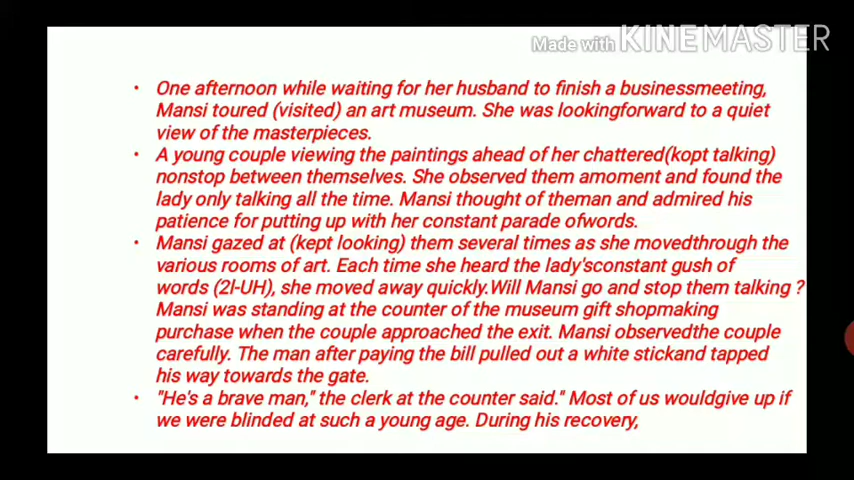 Made with KINEMASTER
• One afternoon while waiting for her husband to finish a businessmeeting,
Mansi toured (visited) an art museum. She was lookingforward to a quiet
view of the masterpieces.
• A young couple viewing the paintings ahead of her chattered(kopt talking)
nonstop between themselves. She observed them amoment and found the
lady only talking all the time. Mansi thought of theman and admired his
patience for putting up with her constant parade ofwords.
• Mansi gazed at (kept looking) them several times as she movedthrough the
various rooms of art. Each time she heard the lady'sconstant gush of
words (2l-UH), she moved away quickly.Will Mansi go and stop them talking ?
Mansi was standing at the counter of the museum gift shopmaking
purchase when the couple approached the exit. Mansi observedthe couple
carefully. The man after paying the bill pulled out a white stickand tapped
his way towards the gate.
• "He's a brave man," the clerk at the counter said." Most of us wouldgive up if
we were blinded at such a young age. During his recovery,